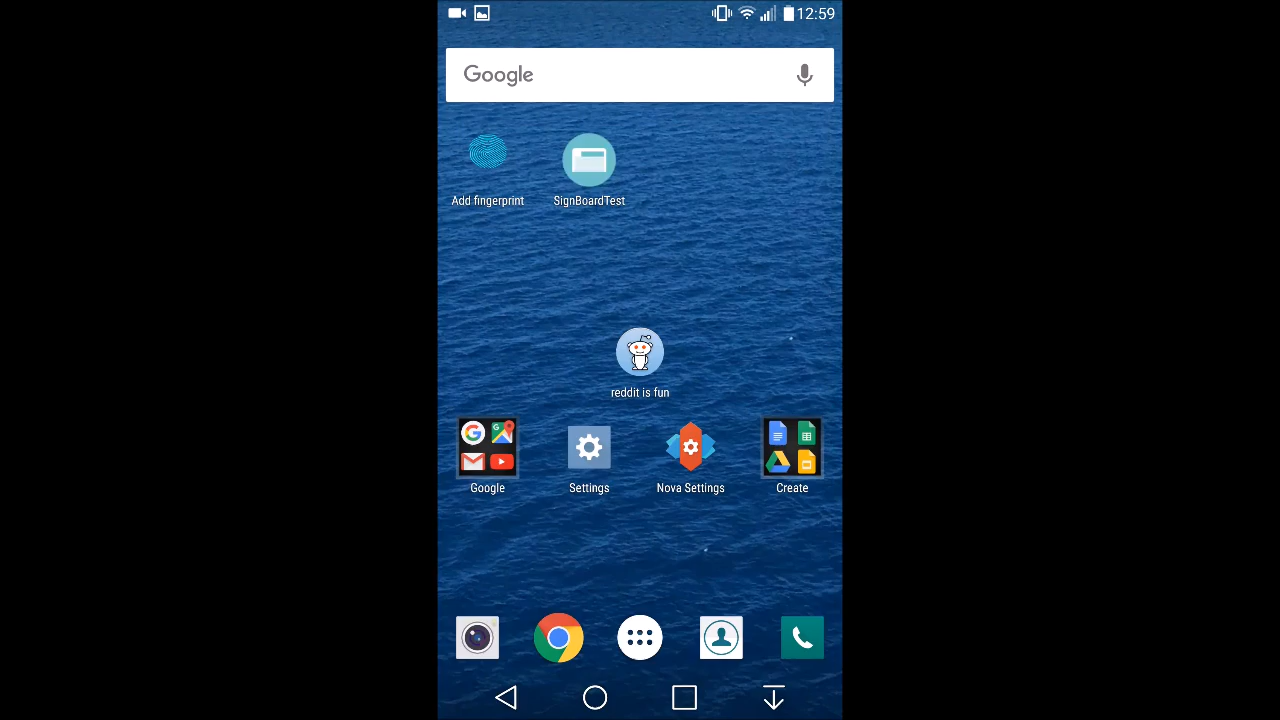 12:59
Google
Add fingerprint
SignBoardTest
reddit is fun
Google
Settings
Nova Settings
Create